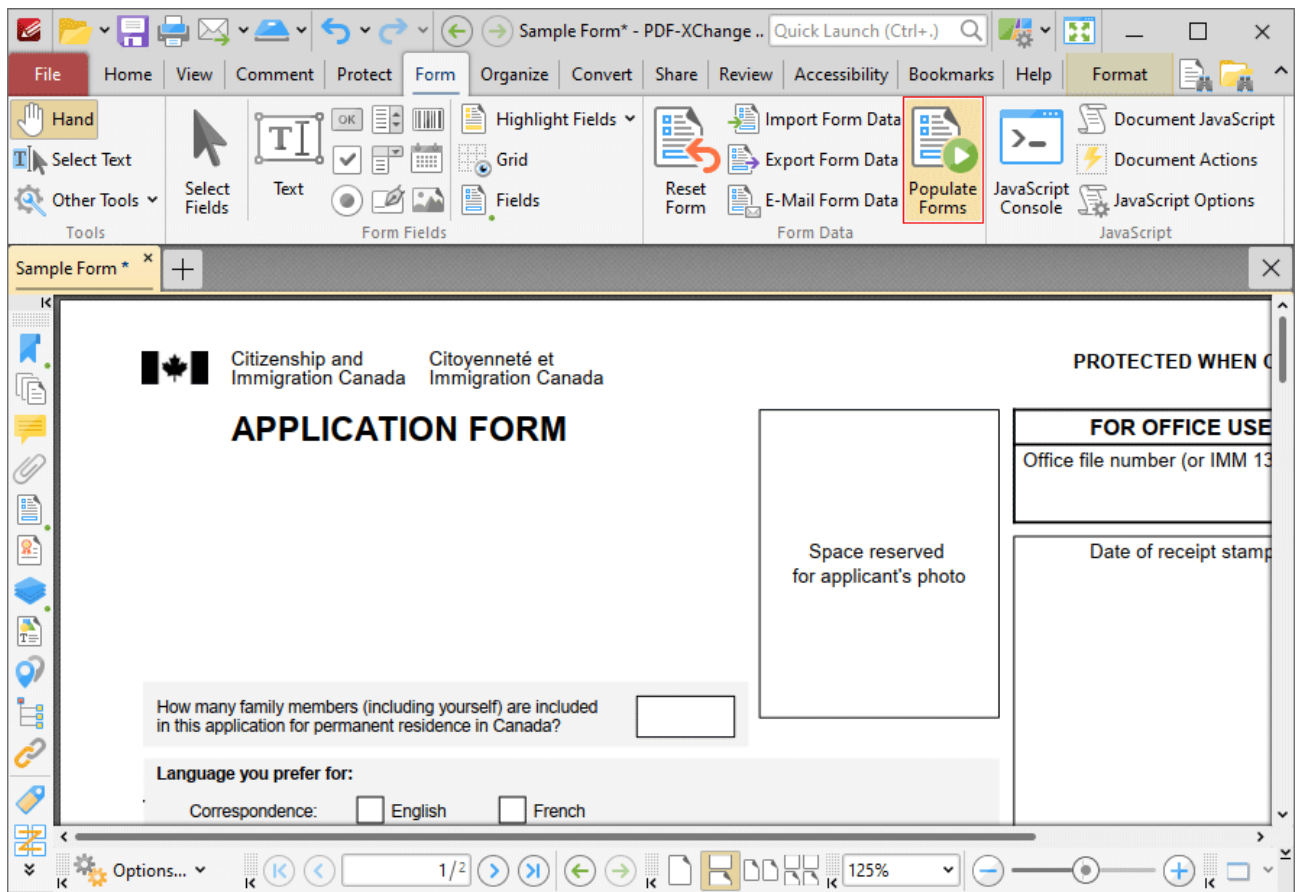 Sample Form* - PDF-XChange ..
Quick Launch (Ctrl+.)
File Home View Comment Protect Form Organize Convert Share Review Accessibility Bookmarks Help Format
Hand
Select Text
Other Tools
Tools
Select Fields
Text
OK
Highlight Fields
Grid
Fields
Form Fields
Reset Form
Import Form Data
Export Form Data
E-Mail Form Data
Populate Forms
Form Data
JavaScript Console
Document JavaScript
Document Actions
JavaScript Options
JavaScript
Sample Form *
Citizenship and
Immigration Canada
Citoyenneté et
Immigration Canada
PROTECTED WHEN
APPLICATION FORM
FOR OFFICE USE
Office file number (or IMM 13
Space reserved
for applicant's photo
Date of receipt stamp
How many family members (including yourself) are included
in this application for permanent residence in Canada?
Language you prefer for:
Correspondence: English French
Options...
1/2
125%